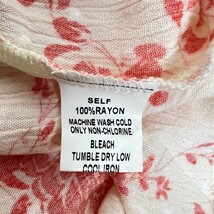 SELF
100%RAYON
MACHINE WASH COLD
ONLY NON-CHLORINE
BLEACH
TUMBLE DRY LOW
COOL IRON